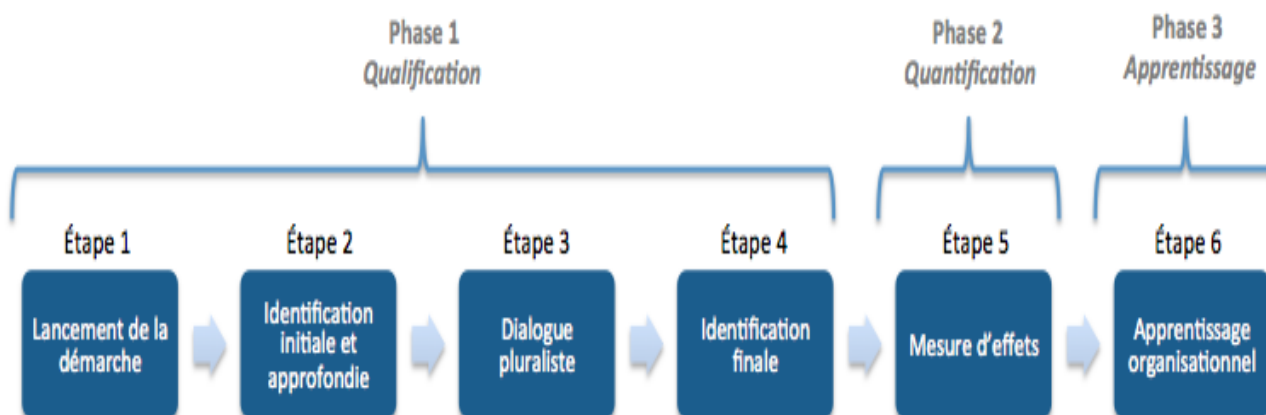 Phase 1
Qualification
Phase 2
Quantification
Phase 3
Apprentissage
Étape 1
Étape 2
Étape 3
Étape 4
Étape 5
Étape 6
Lancement de la
démarche
Identification
initiale et
approfondie
Dialogue
pluraliste
Identification
finale
Mesure d'effets
Apprentissage
organisationnel